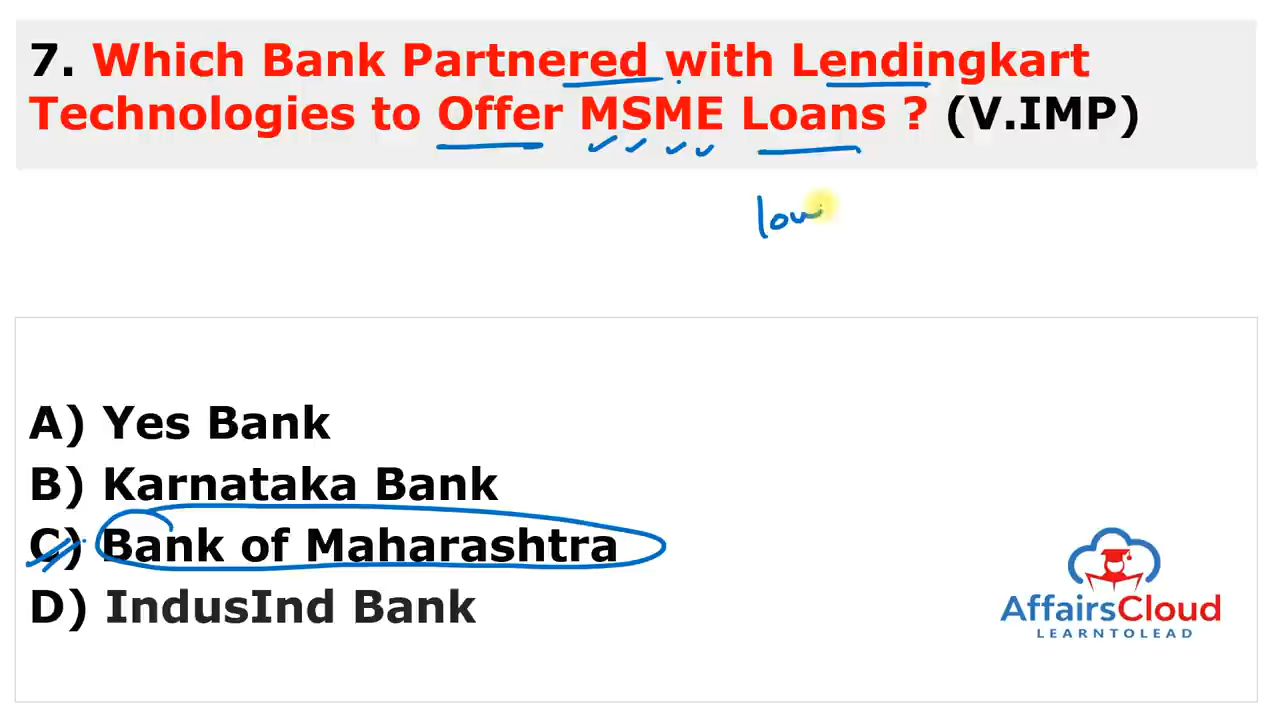 7. Which Bank Partnered with Lendingkart
Technologies to Offer MSME Loans ? (V.IMP)
A) Yes Bank
B) Karnataka Bank
C) Bank of Maharashtra
D) IndusInd Bank
AffairsCloud
LEARNTOLEAD